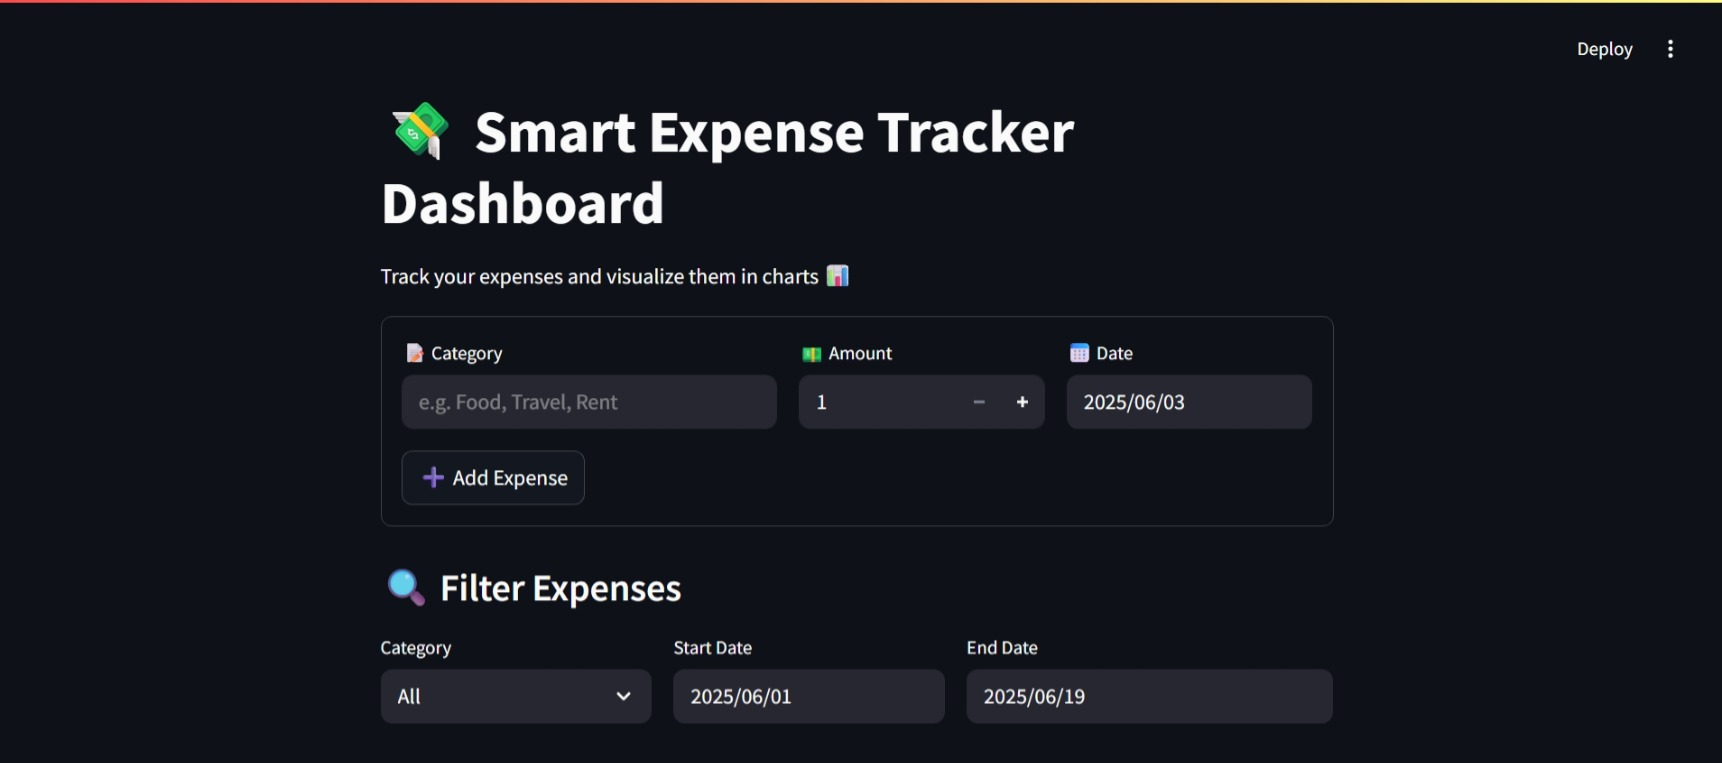 Deploy
Smart Expense Tracker
Dashboard
Track your expenses and visualize them in charts
Category Amount Date
e.g. Food, Travel, Rent 1 − + 2025/06/03
Add Expense
Filter Expenses
Category Start Date End Date
All 2025/06/01 2025/06/19